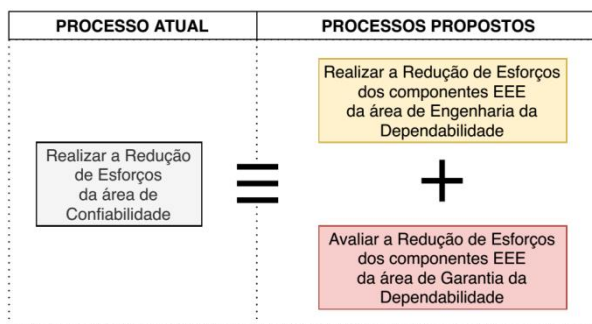 PROCESSO ATUAL
PROCESSOS PROPOSTOS
Realizar a Redução
de Esforços
da área de
Confiabilidade
Realizar a Redução de Esforços
dos componentes EEE
da área de Engenharia da
Dependabilidade
Avaliar a Redução de Esforços
dos componentes EEE
da área de Garantia da
Dependabilidade